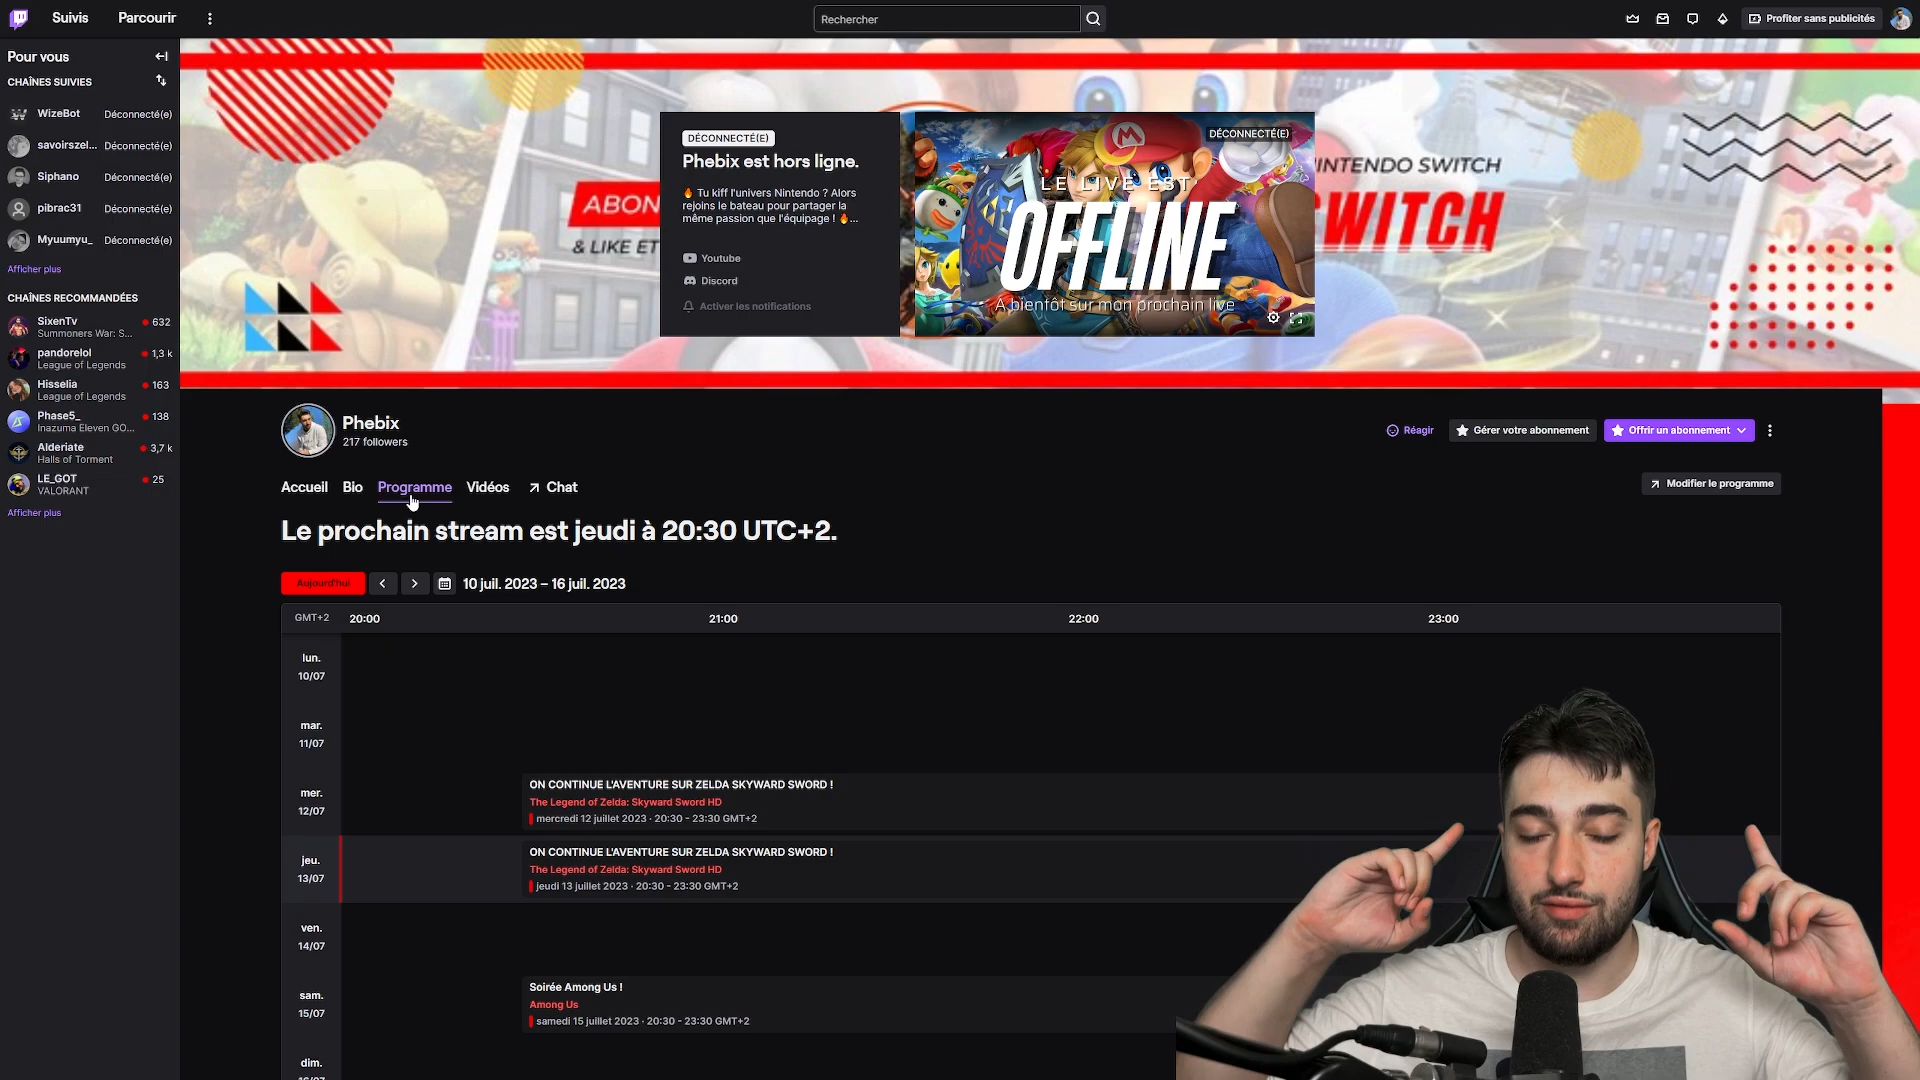 Suivis
Parcourir
Rechercher
Profiter sans publicités
Pour vous
CHAÎNES SUIVIES
WizeBot
Déconnecté(e)
savoirszel...
Déconnecté(e)
Siphano
Déconnecté(e)
pibrac31
Déconnecté(e)
Myuumyu_
Déconnecté(e)
Afficher plus
CHAÎNES RECOMMANDÉES
SixenTv
632
Summoners War: S...
pandorelol
1,3 k
League of Legends
Hisselia
163
League of Legends
Phase5_
138
Inazuma Eleven GO...
Alderiate
3,7 k
Halls of Torment
LE_GOT
25
VALORANT
Afficher plus
ABON
& LIKE ET
DÉCONNECTÉ(E)
Phebix est hors ligne.
🔥 Tu kiff l'univers Nintendo ? Alors
rejoins le bateau pour partager la
même passion que l'équipage ! 🔥...
Youtube
Discord
Activer les notifications
DÉCONNECTÉ(E)
LE LIVE EST
OFFLINE
A bientôt sur mon prochain live
NINTENDO SWITCH
SWITCH
Phebix
217 followers
Réagir
Gérer votre abonnement
Offrir un abonnement
Accueil
Bio
Programme
Vidéos
Chat
Modifier le programme
Le prochain stream est jeudi à 20:30 UTC+2.
Aujourd'hui
10 juil. 2023 – 16 juil. 2023
GMT+2
20:00
21:00
22:00
23:00
lun.
10/07
mar.
11/07
mer.
12/07
ON CONTINUE L'AVENTURE SUR ZELDA SKYWARD SWORD !
The Legend of Zelda: Skyward Sword HD
mercredi 12 juillet 2023 · 20:30 - 23:30 GMT+2
jeu.
13/07
ON CONTINUE L'AVENTURE SUR ZELDA SKYWARD SWORD !
The Legend of Zelda: Skyward Sword HD
jeudi 13 juillet 2023 · 20:30 - 23:30 GMT+2
ven.
14/07
sam.
15/07
Soirée Among Us !
Among Us
samedi 15 juillet 2023 · 20:30 - 23:30 GMT+2
dim.
16/07